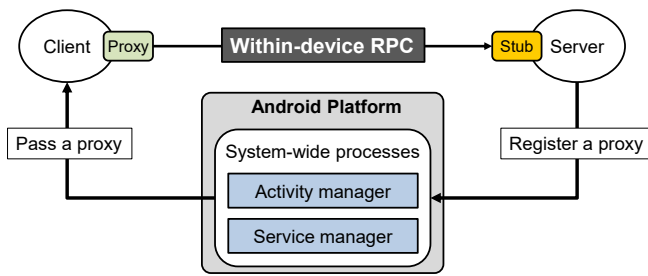 Client
Proxy
Within-device RPC
Stub
Server
Android Platform
Pass a proxy
System-wide processes
Register a proxy
Activity manager
Service manager